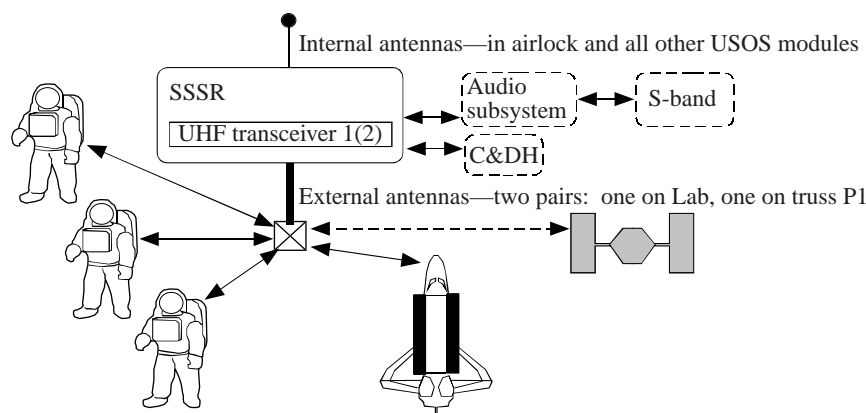 Internal antennas—in airlock and all other USOS modules
SSSR
UHF transceiver 1(2)
Audio
subsystem
S-band
C&DH
External antennas—two pairs: one on Lab, one on truss P1